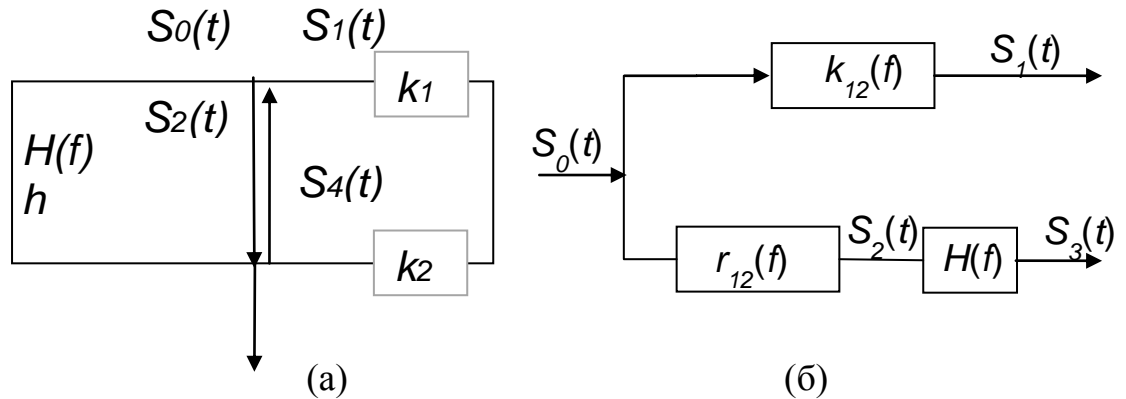 S0(t) S1(t)
k1
S2(t)
H(f)
h
S4(t)
k2
(а)
k12(f)
S1(t)
S0(t)
r12(f)
S2(t)
H(f)
S3(t)
(б)